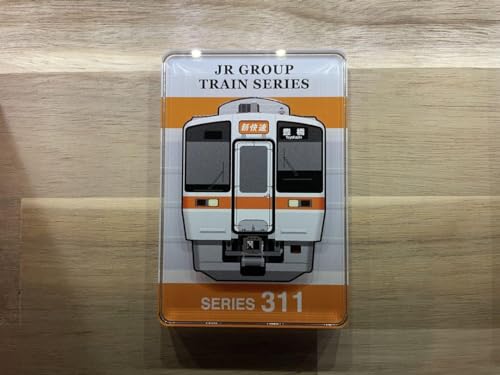 JR GROUP
TRAIN SERIES
新快速
豊橋
Toyohashi
SERIES 311